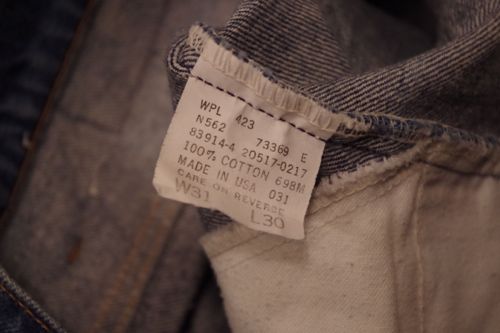 WPL 423
N562 73369 E
83914-4 20517-0217
100% COTTON 698M
MADE IN USA 031
CARE ON REVERSE
W31 L30